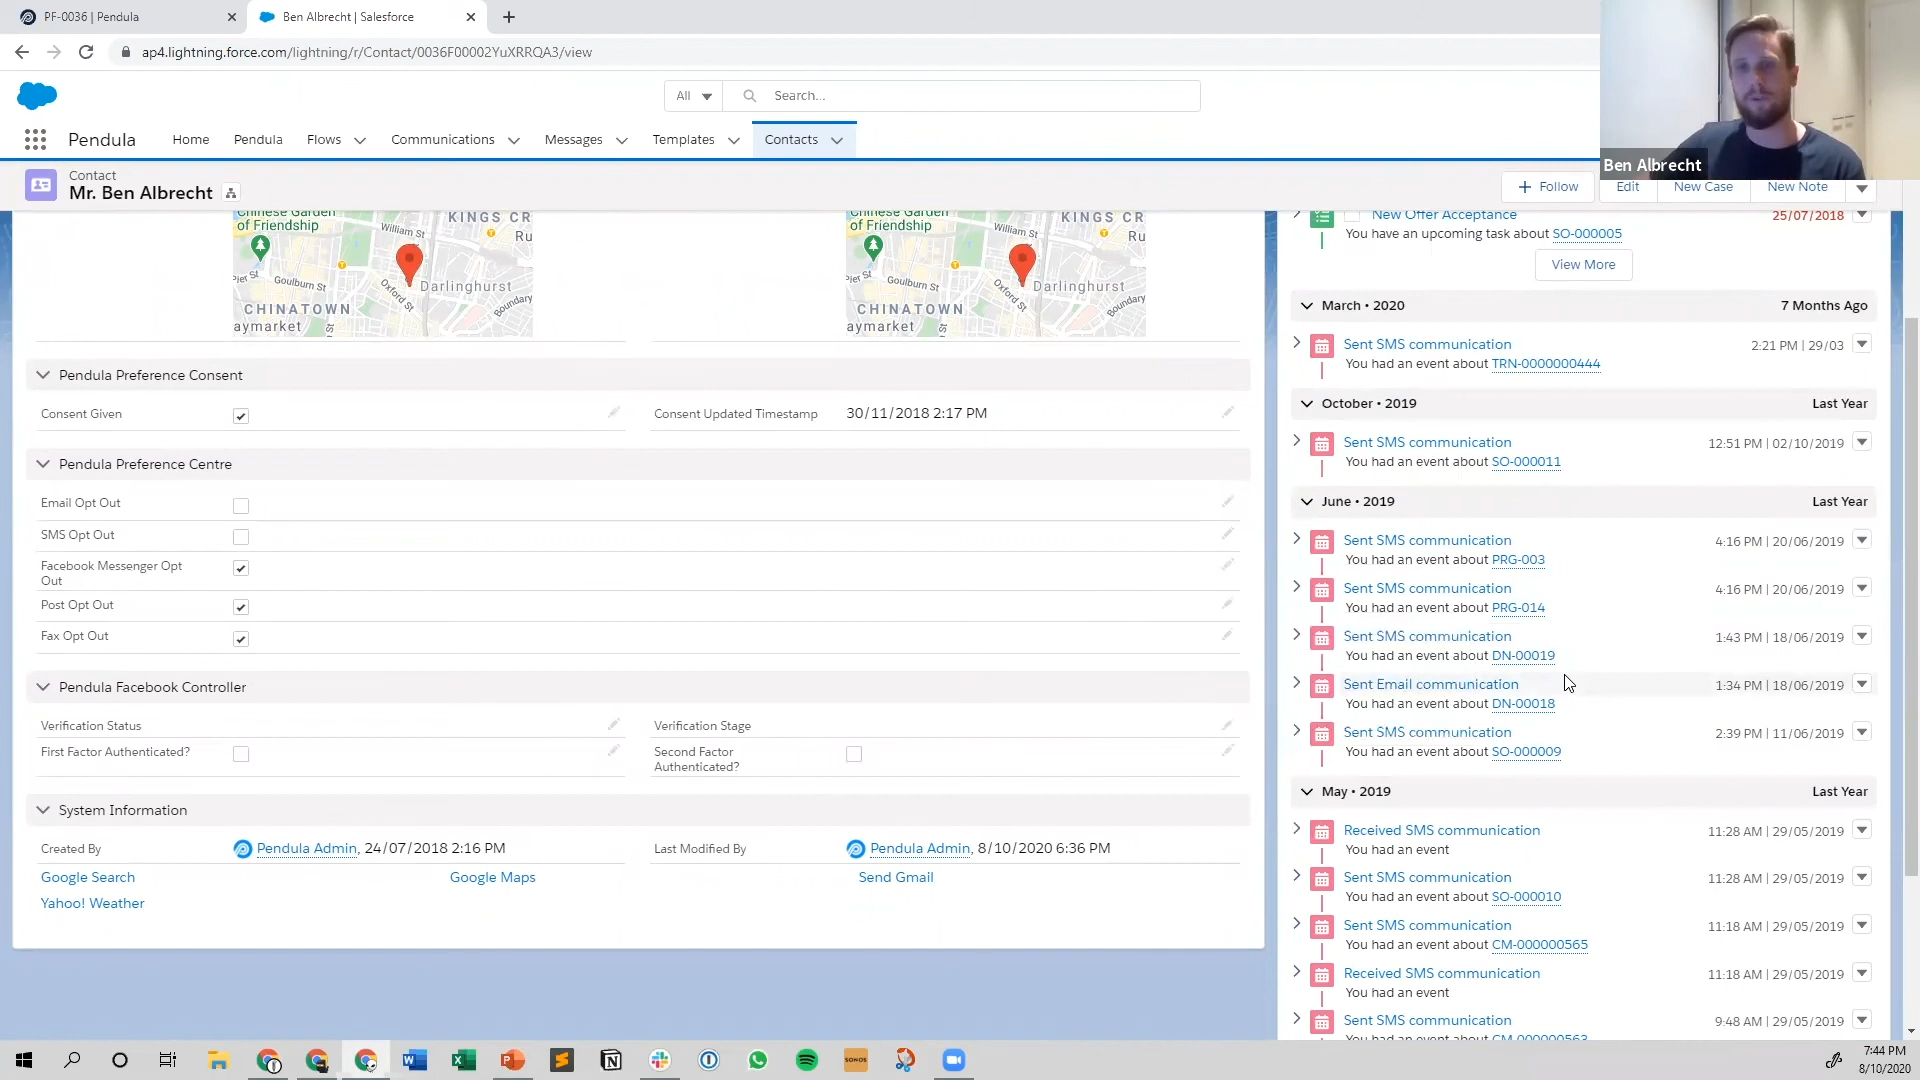 PF-0036 | Pendula
Ben Albrecht | Salesforce
ap4.lightning.force.com/lightning/r/Contact/0036F00002YuXRRQA3/view
All
Search...
Pendula
Home
Pendula
Flows
Communications
Messages
Templates
Contacts
Ben Albrecht
Contact
Mr. Ben Albrecht
Follow
Edit
New Case
New Note
Chinese Garden
of Friendship
KINGS CR
William St
Ru
Pier St
Goulburn St
Oxford St
Darlinghurst
Boundary
CHINATOWN
aymarket
Chinese Garden
of Friendship
KINGS CR
William St
Ru
Pier St
Goulburn St
Oxford St
Darlinghurst
Boundary
CHINATOWN
aymarket
Pendula Preference Consent
Consent Given
Consent Updated Timestamp
30/11/2018 2:17 PM
Pendula Preference Centre
Email Opt Out
SMS Opt Out
Facebook Messenger Opt
Out
Post Opt Out
Fax Opt Out
Pendula Facebook Controller
Verification Status
Verification Stage
First Factor Authenticated?
Second Factor
Authenticated?
System Information
Created By
Pendula Admin, 24/07/2018 2:16 PM
Last Modified By
Pendula Admin, 8/10/2020 6:36 PM
Google Search
Google Maps
Send Gmail
Yahoo! Weather
New Offer Acceptance
25/07/2018
You have an upcoming task about SO-000005
View More
March • 2020
7 Months Ago
Sent SMS communication
2:21 PM | 29/03
You had an event about TRN-0000000444
October • 2019
Last Year
Sent SMS communication
12:51 PM | 02/10/2019
You had an event about SO-000011
June • 2019
Last Year
Sent SMS communication
4:16 PM | 20/06/2019
You had an event about PRG-003
Sent SMS communication
4:16 PM | 20/06/2019
You had an event about PRG-014
Sent SMS communication
1:43 PM | 18/06/2019
You had an event about DN-00019
Sent Email communication
1:34 PM | 18/06/2019
You had an event about DN-00018
Sent SMS communication
2:39 PM | 11/06/2019
You had an event about SO-000009
May • 2019
Last Year
Received SMS communication
11:28 AM | 29/05/2019
You had an event
Sent SMS communication
11:28 AM | 29/05/2019
You had an event about SO-000010
Sent SMS communication
11:18 AM | 29/05/2019
You had an event about CM-000000565
Received SMS communication
11:18 AM | 29/05/2019
You had an event
Sent SMS communication
9:48 AM | 29/05/2019
You had an event about CM-000000563
SONOS
7:44 PM
8/10/2020